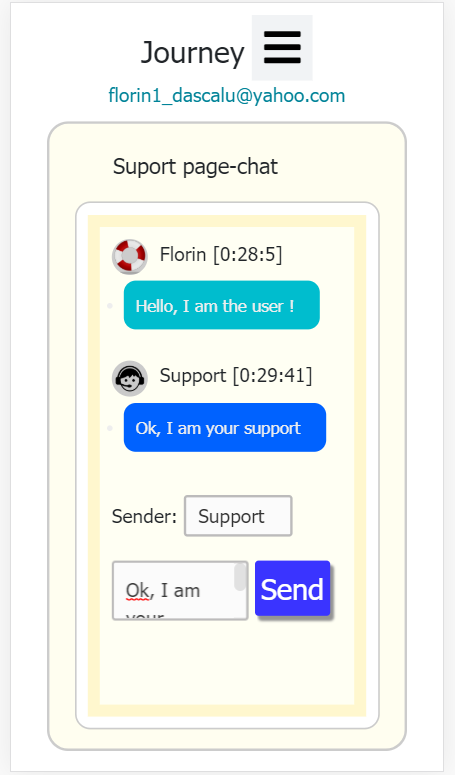 Journey
florin1_dascalu@yahoo.com
Suport page-chat
Florin [0:28:5]
Hello, I am the user !
Support [0:29:41]
Ok, I am your support
Sender: Support
Ok, I am
your
Send